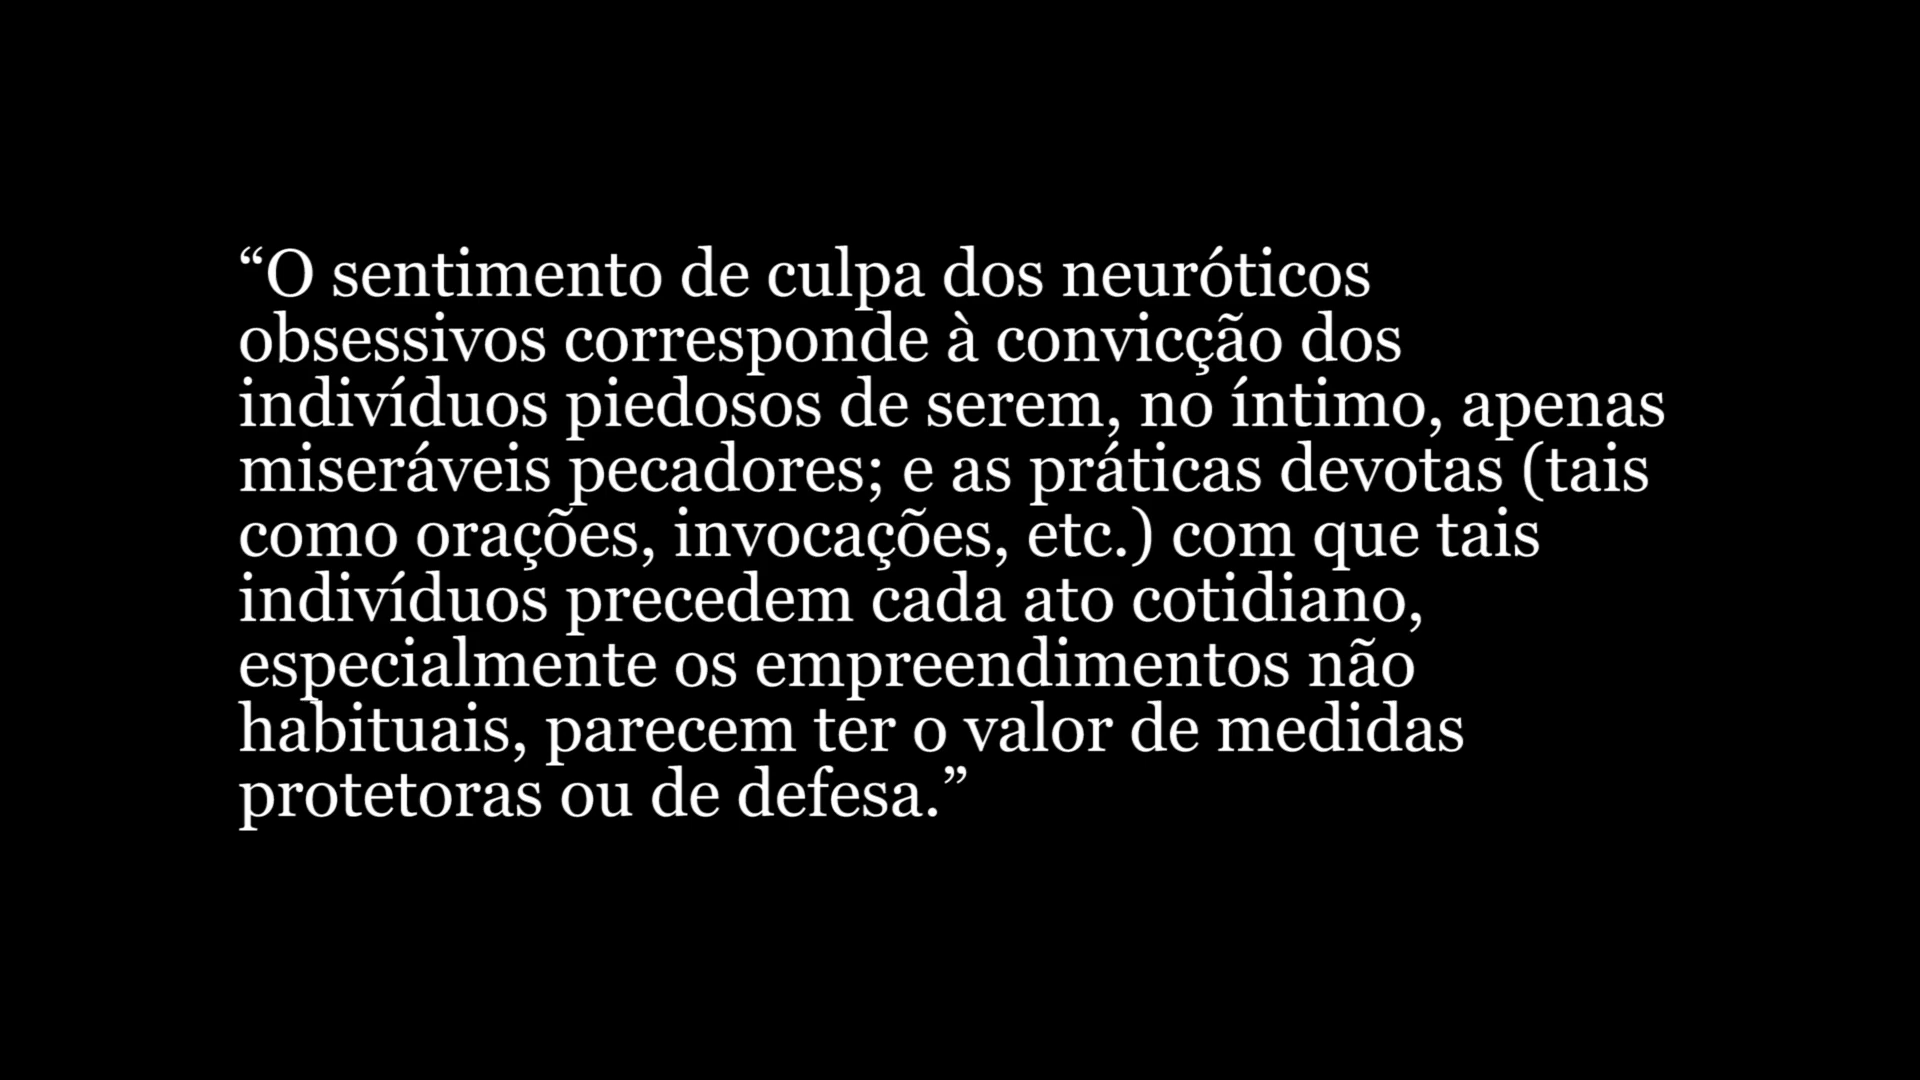 “O sentimento de culpa dos neuróticos
obsessivos corresponde à convicção dos
indivíduos piedosos de serem, no íntimo, apenas
miseráveis pecadores; e as práticas devotas (tais
como orações, invocações, etc.) com que tais
indivíduos precedem cada ato cotidiano,
especialmente os empreendimentos não
habituais, parecem ter o valor de medidas
protetoras ou de defesa.”